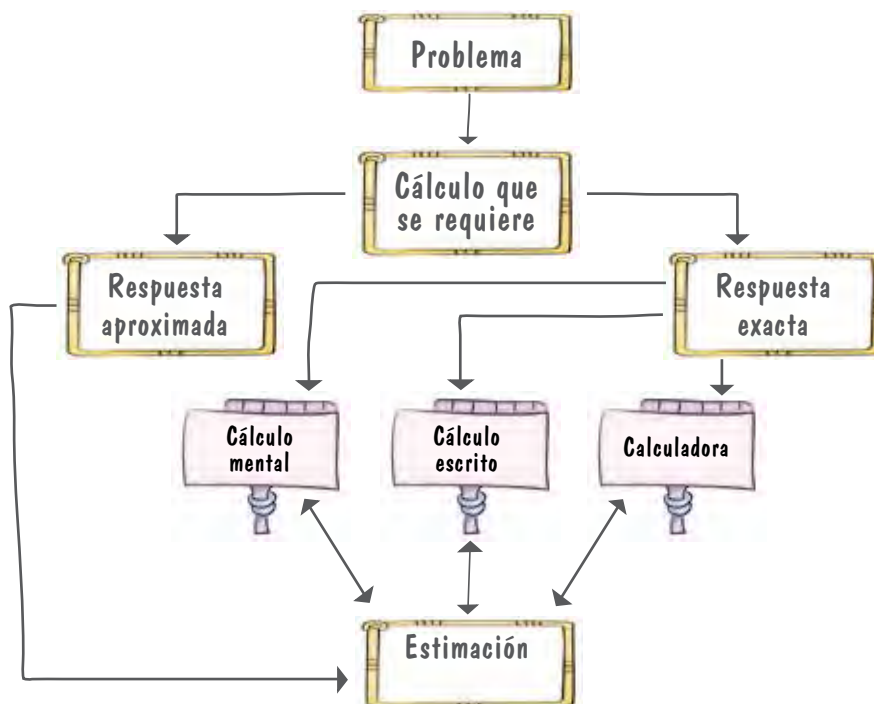 Problema
Cálculo que
se requiere
Respuesta
aproximada
Respuesta
exacta
Cálculo
mental
Cálculo
escrito
Calculadora
Estimación